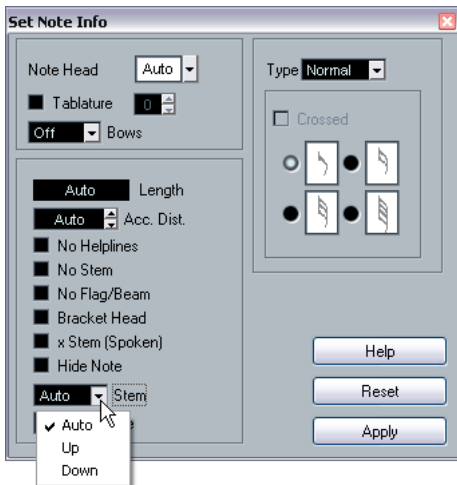 Set Note Info
Note Head Auto
Tablature 0
Off Bows
Auto Length
Auto Acc. Dist.
No Helplines
No Stem
No Flag/Beam
Bracket Head
x Stem (Spoken)
Hide Note
Auto Stem
Auto
Up
Down
Type Normal
Crossed
Help
Reset
Apply